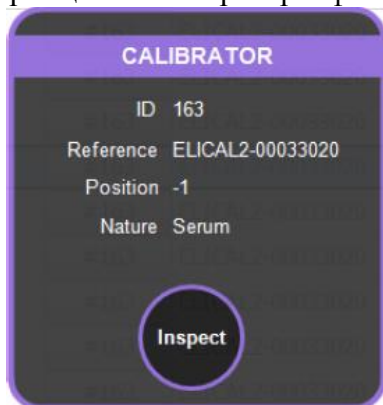 CALIBRATOR
ID 163
Reference ELICAL2-00033020
Position -1
Nature Serum
Inspect